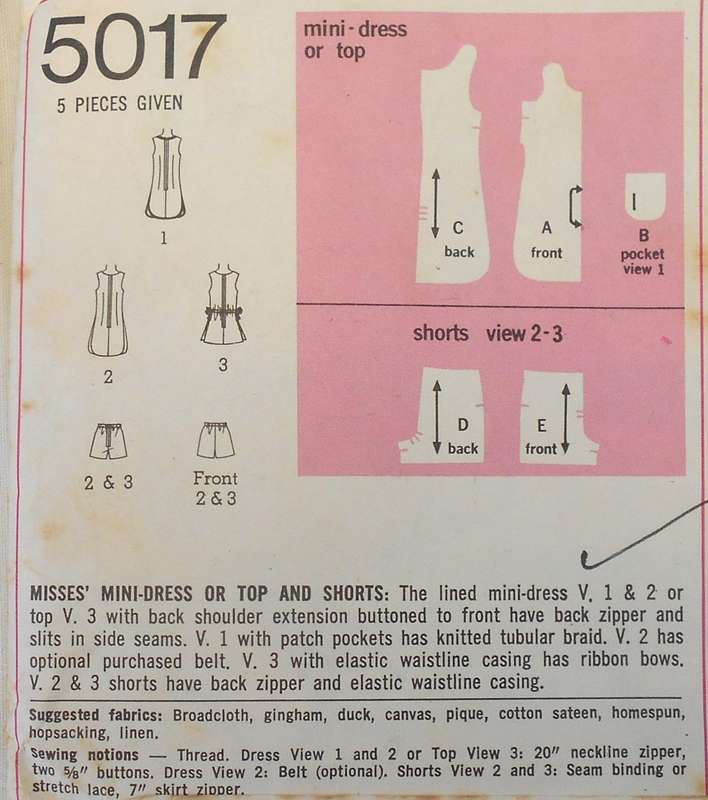 5017
5 PIECES GIVEN
1
2
3
2 & 3
Front
2 & 3
mini-dress
or top
C
back
A
front
B
pocket
view 1
shorts view 2-3
D
back
E
front
MISSES' MINI-DRESS OR TOP AND SHORTS: The lined mini-dress V. 1 & 2 or
top V. 3 with back shoulder extension buttoned to front have back zipper and
slits in side seams. V. 1 with patch pockets has knitted tubular braid. V. 2 has
optional purchased belt. V. 3 with elastic waistline casing has ribbon bows.
V. 2 & 3 shorts have back zipper and elastic waistline casing.
Suggested fabrics: Broadcloth, gingham, duck, canvas, pique, cotton sateen, homespun,
hopsacking, linen.
Sewing notions — Thread. Dress View 1 and 2 or Top View 3: 20" neckline zipper,
two 5/8" buttons. Dress View 2: Belt (optional). Shorts View 2 and 3: Seam binding or
stretch lace, 7" skirt zipper.